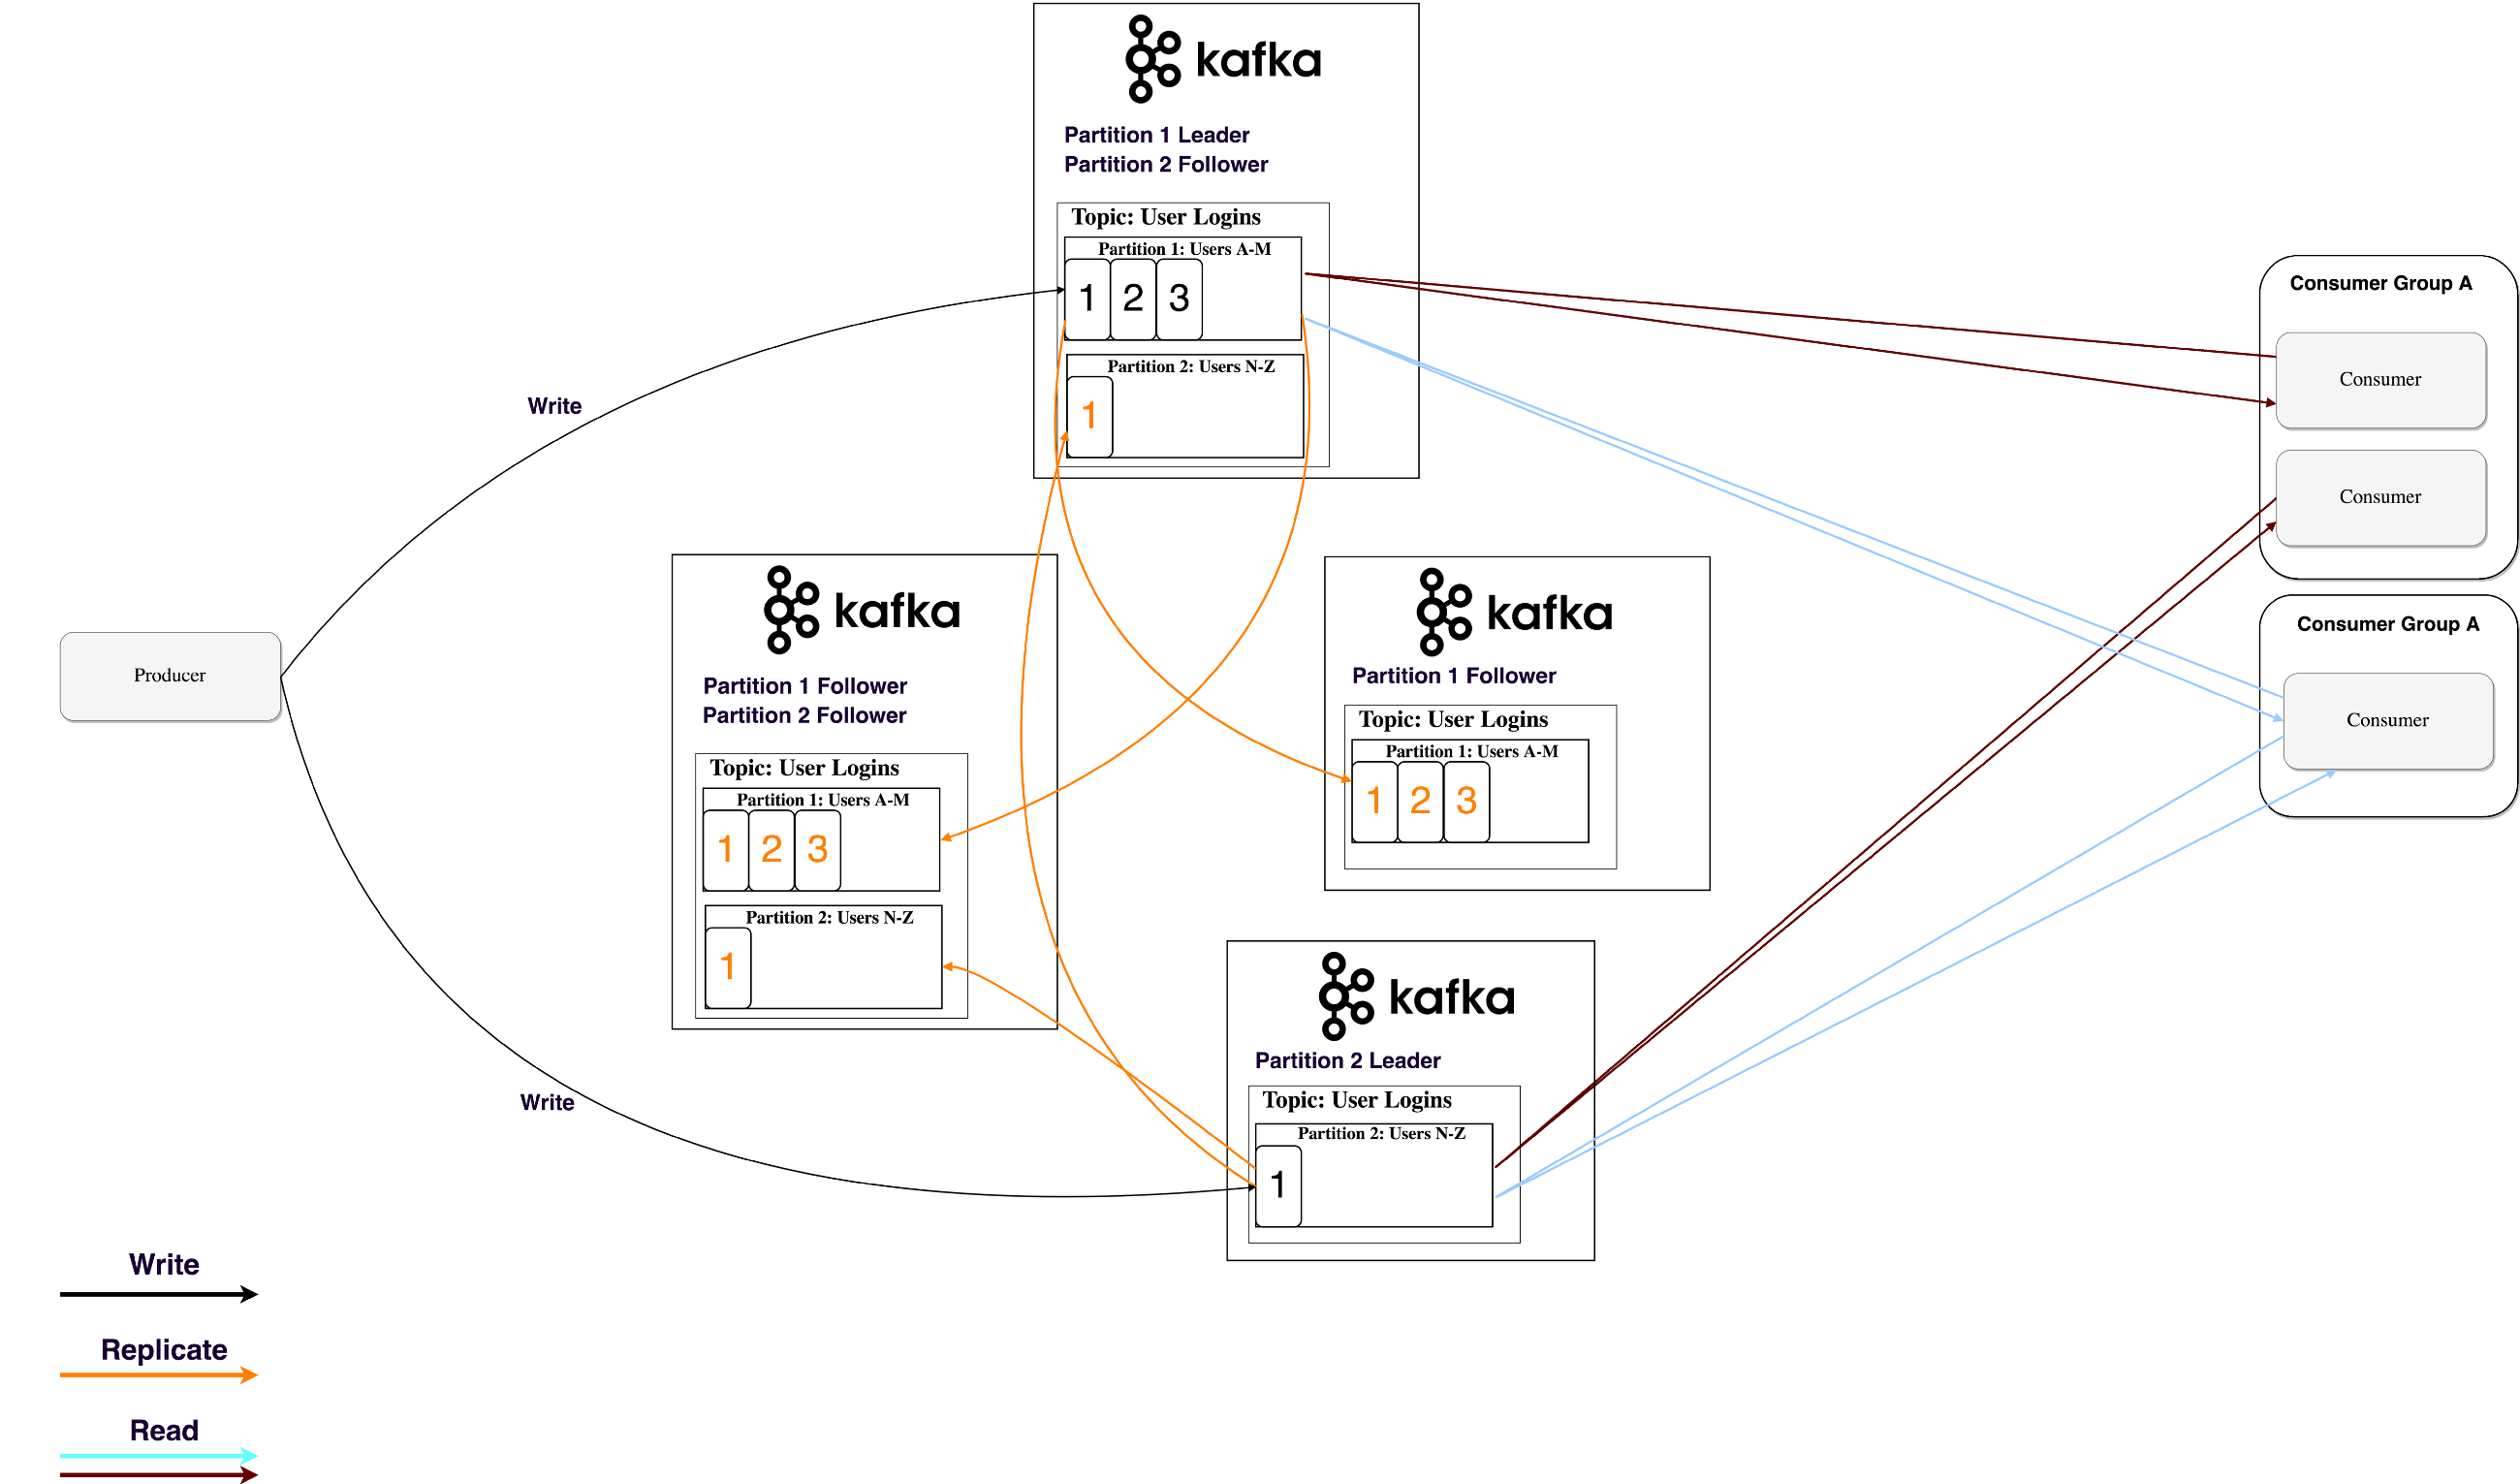 kafka
Partition 1 Leader
Partition 2 Follower
Topic: User Logins
Partition 1: Users A-M
1 2 3
Partition 2: Users N-Z
1
Write
Producer
Write
kafka
Partition 1 Follower
Partition 2 Follower
Topic: User Logins
Partition 1: Users A-M
1 2 3
Partition 2: Users N-Z
1
kafka
Partition 1 Follower
Topic: User Logins
Partition 1: Users A-M
1 2 3
kafka
Partition 2 Leader
Topic: User Logins
Partition 2: Users N-Z
1
Consumer Group A
Consumer
Consumer
Consumer Group A
Consumer
Write
Replicate
Read